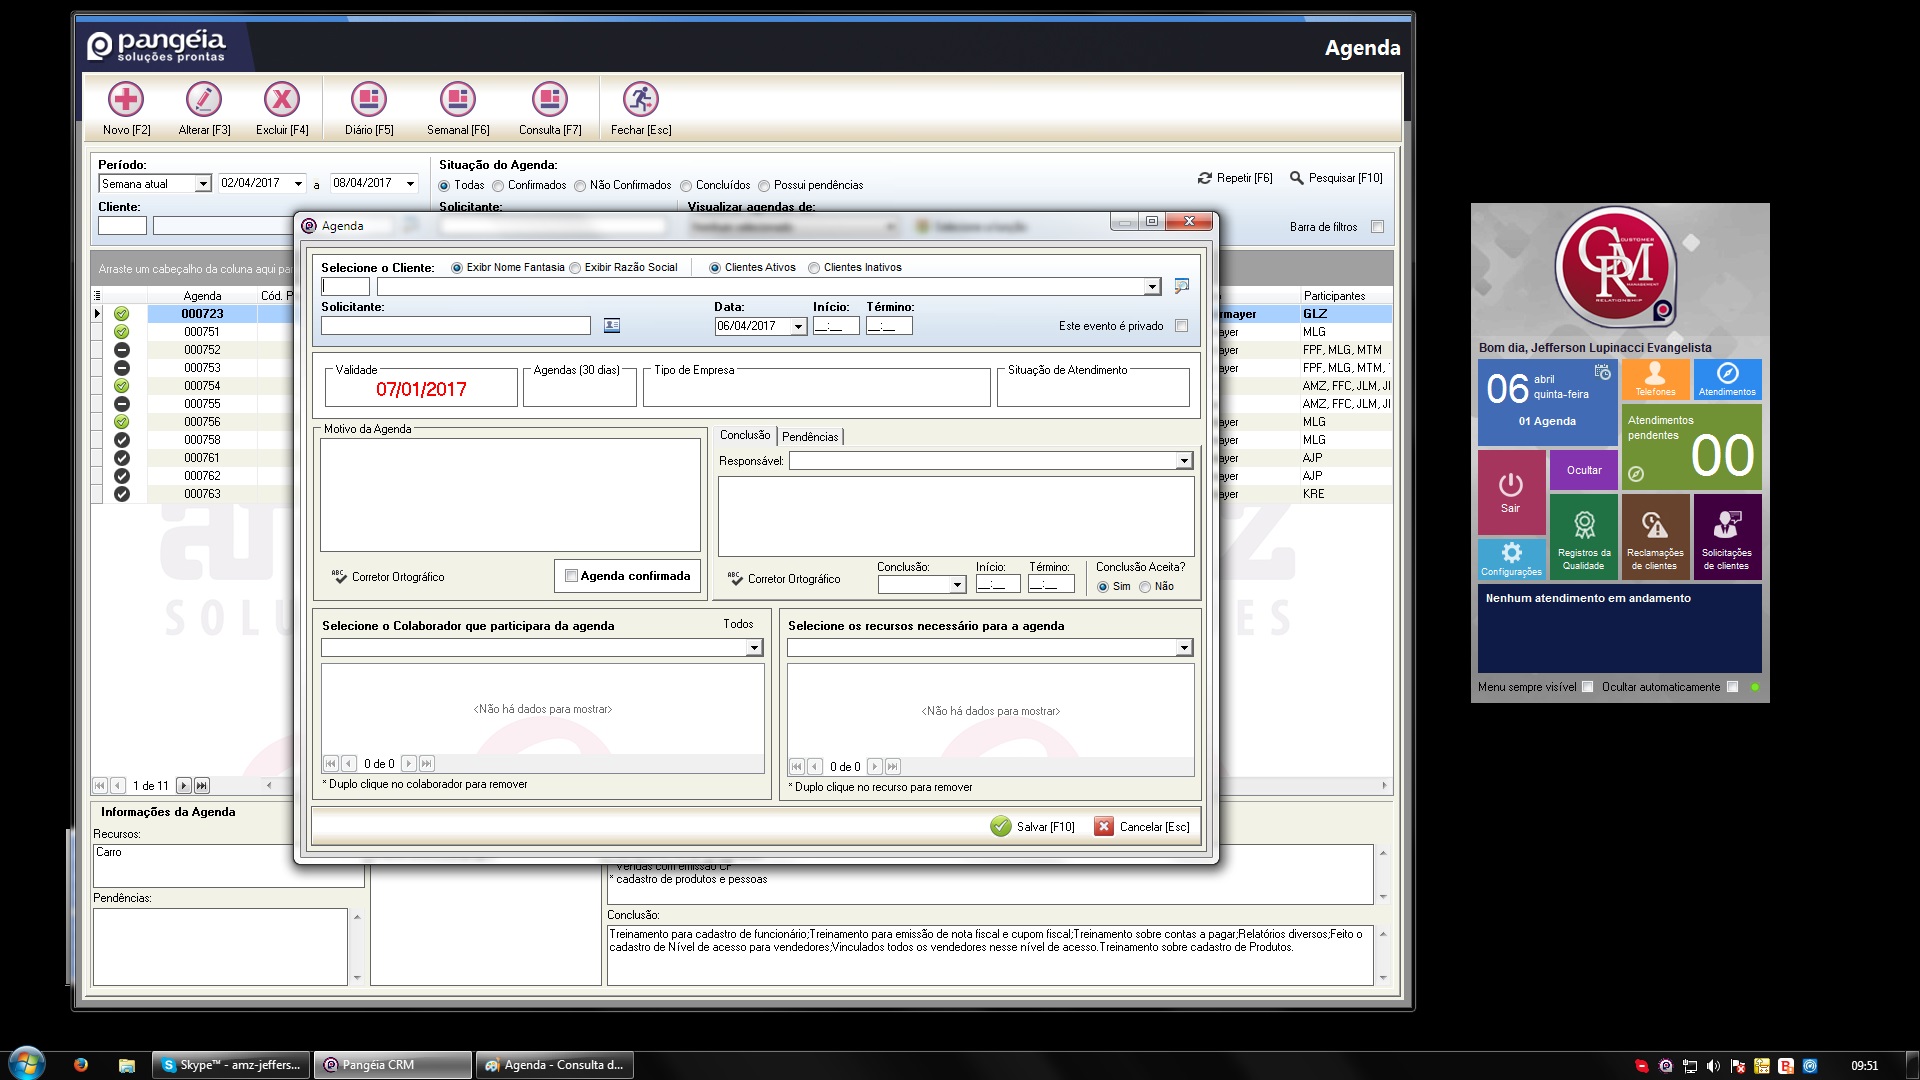 pangéia
soluções prontas
Agenda
Novo [F2]
Alterar [F3]
Excluir [F4]
Diário [F5]
Semanal [F6]
Consulta [F7]
Fechar [Esc]
Período:
Semana atual
02/04/2017
a
08/04/2017
Situação do Agenda:
Todas
Confirmados
Não Confirmados
Concluídos
Possui pendências
Repetir [F6]
Pesquisar [F10]
Cliente:
Solicitante:
Visualizar agendas de:
Barra de filtros
Arraste um cabeçalho da coluna aqui
Agenda
Cód.
Participantes
000723
GLZ
000751
MLG
000752
FPF, MLG, MTM
000753
FPF, MLG, MTM,
000754
AMZ, FFC, JLM, JI
000755
AMZ, FFC, JLM, JI
000756
MLG
000758
MLG
000761
AJP
000762
AJP
000763
KRE
1 de 11
Informações da Agenda
Recursos:
Carro
Pendências:
* cadastro de produtos e pessoas
Conclusão:
Treinamento para cadastro de funcionário;Treinamento para emissão de nota fiscal e cupom fiscal;Treinamento sobre contas a pagar;Relatórios diversos;Feito o
cadastro de Nível de acesso para vendedores;Vinculados todos os vendedores nesse nível de acesso.Treinamento sobre cadastro de Produtos.
Agenda
Selecione o Cliente:
Exibr Nome Fantasia
Exibir Razão Social
Clientes Ativos
Clientes Inativos
Solicitante:
Data:
Início:
Término:
06/04/2017
__:__
__:__
Este evento é privado
Validade
07/01/2017
Agendas (30 dias)
Tipo de Empresa
Situação de Atendimento
Motivo da Agenda
Corretor Ortográfico
Agenda confirmada
Conclusão
Pendências
Responsável:
Corretor Ortográfico
Conclusão:
Início:
Término:
__:__
__:__
Conclusão Aceita?
Sim
Não
Selecione o Colaborador que participara da agenda
Todos
<Não há dados para mostrar>
0 de 0
* Duplo clique no colaborador para remover
Selecione os recursos necessário para a agenda
<Não há dados para mostrar>
0 de 0
* Duplo clique no recurso para remover
Salvar [F10]
Cancelar [Esc]
CUSTOMER
CRM
MANAGEMENT
RELATIONSHIP
Bom dia, Jefferson Lupinacci Evangelista
06
abril
quinta-feira
01 Agenda
Telefones
Atendimentos
Atendimentos
pendentes
00
Sair
Ocultar
Configurações
Registros da
Qualidade
Reclamações
de clientes
Solicitações
de clientes
Nenhum atendimento em andamento
Menu sempre visível
Ocultar automaticamente
Skype™ - amz-jeffers...
Pangéia CRM
Agenda - Consulta d...
09:51